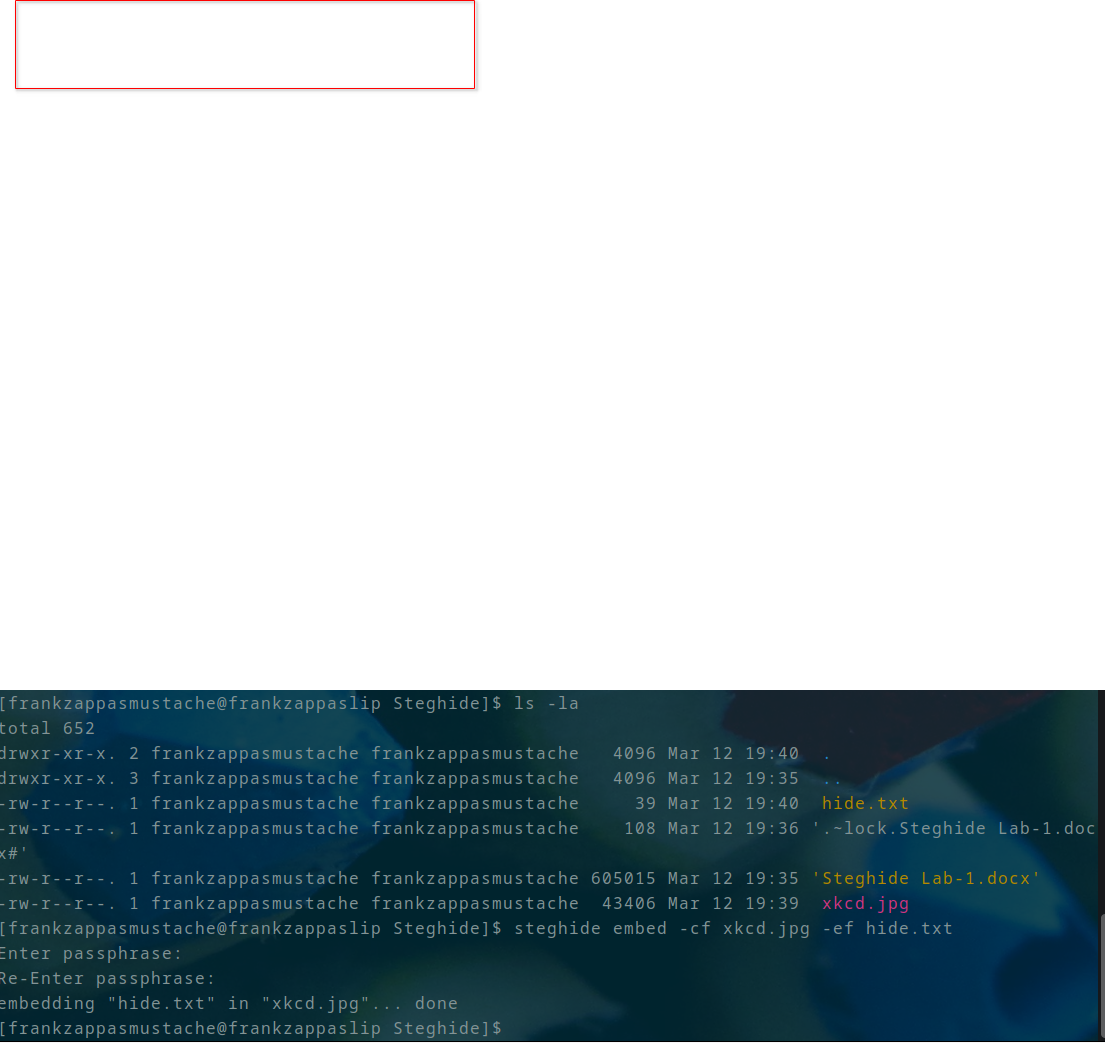 [frankzappasmustache@frankzappaslip Steghide]$ ls -la
total 652
drwxr-xr-x. 2 frankzappasmustache frankzappasmustache   4096 Mar 12 19:40  .
drwxr-xr-x. 3 frankzappasmustache frankzappasmustache   4096 Mar 12 19:35  ..
-rw-r--r--. 1 frankzappasmustache frankzappasmustache     39 Mar 12 19:40  hide.txt
-rw-r--r--. 1 frankzappasmustache frankzappasmustache    108 Mar 12 19:36 '.~lock.Steghide Lab-1.doc
x#'
-rw-r--r--. 1 frankzappasmustache frankzappasmustache 605015 Mar 12 19:35 'Steghide Lab-1.docx'
-rw-r--r--. 1 frankzappasmustache frankzappasmustache  43406 Mar 12 19:39  xkcd.jpg
[frankzappasmustache@frankzappaslip Steghide]$ steghide embed -cf xkcd.jpg -ef hide.txt
Enter passphrase:
Re-Enter passphrase:
embedding "hide.txt" in "xkcd.jpg"... done
[frankzappasmustache@frankzappaslip Steghide]$